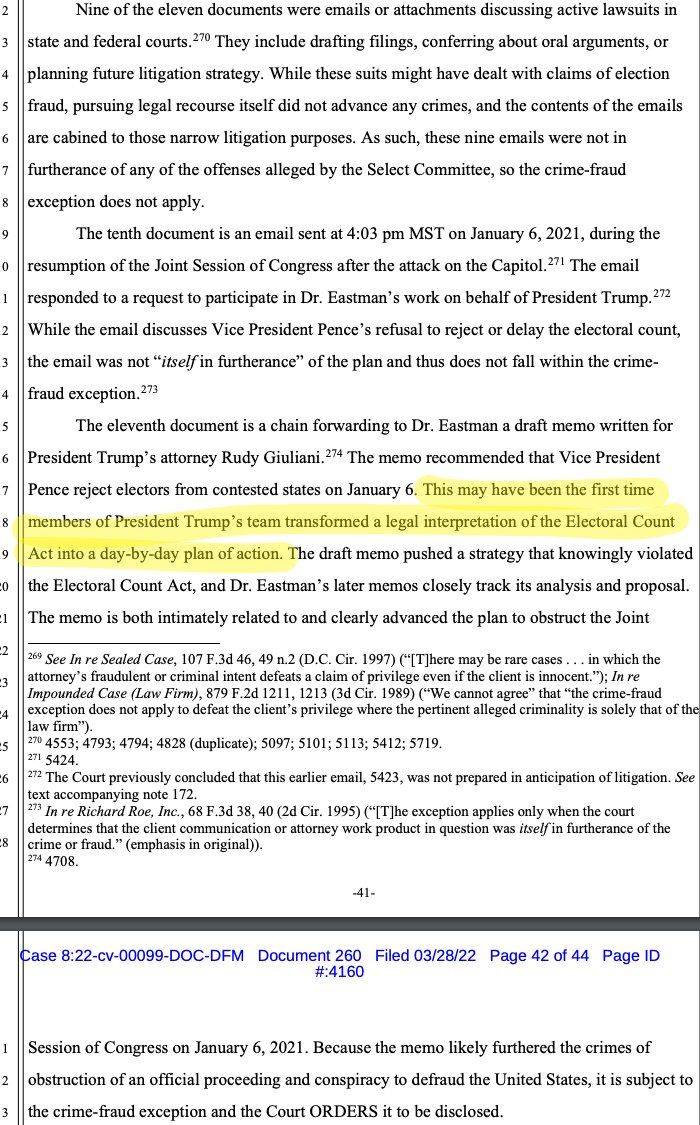 2 Nine of the eleven documents were emails or attachments discussing active lawsuits in
3 state and federal courts.²⁷⁰ They include drafting filings, conferring about oral arguments, or
4 planning future litigation strategy. While these suits might have dealt with claims of election
5 fraud, pursuing legal recourse itself did not advance any crimes, and the contents of the emails
6 are cabined to those narrow litigation purposes. As such, these nine emails were not in
7 furtherance of any of the offenses alleged by the Select Committee, so the crime-fraud
8 exception does not apply.
9 The tenth document is an email sent at 4:03 pm MST on January 6, 2021, during the
0 resumption of the Joint Session of Congress after the attack on the Capitol.²⁷¹ The email
1 responded to a request to participate in Dr. Eastman’s work on behalf of President Trump.²⁷²
2 While the email discusses Vice President Pence’s refusal to reject or delay the electoral count,
3 the email was not “itself in furtherance” of the plan and thus does not fall within the crime-
4 fraud exception.²⁷³
5 The eleventh document is a chain forwarding to Dr. Eastman a draft memo written for
6 President Trump’s attorney Rudy Giuliani.²⁷⁴ The memo recommended that Vice President
7 Pence reject electors from contested states on January 6. This may have been the first time
8 members of President Trump’s team transformed a legal interpretation of the Electoral Count
9 Act into a day-by-day plan of action. The draft memo pushed a strategy that knowingly violated
20 the Electoral Count Act, and Dr. Eastman’s later memos closely track its analysis and proposal.
21 The memo is both intimately related to and clearly advanced the plan to obstruct the Joint
22
²⁶⁹ See In re Sealed Case, 107 F.3d 46, 49 n.2 (D.C. Cir. 1997) (“[T]here may be rare cases . . . in which the
23 attorney’s fraudulent or criminal intent defeats a claim of privilege even if the client is innocent.”); In re
Impounded Case (Law Firm), 879 F.2d 1211, 1213 (3d Cir. 1989) (“We cannot agree” that “the crime-fraud
24 exception does not apply to defeat the client’s privilege where the pertinent alleged criminality is solely that of the
law firm”).
25 ²⁷⁰ 4553; 4793; 4794; 4828 (duplicate); 5097; 5101; 5113; 5412; 5719.
²⁷¹ 5424.
26 ²⁷² The Court previously concluded that this earlier email, 5423, was not prepared in anticipation of litigation. See
text accompanying note 172.
27 ²⁷³ In re Richard Roe, Inc., 68 F.3d 38, 40 (2d Cir. 1995) (“[T]he exception applies only when the court
determines that the client communication or attorney work product in question was itself in furtherance of the
28 crime or fraud.” (emphasis in original)).
²⁷⁴ 4708.
-41-
Case 8:22-cv-00099-DOC-DFM Document 260 Filed 03/28/22 Page 42 of 44 Page ID
#:4160
1 Session of Congress on January 6, 2021. Because the memo likely furthered the crimes of
2 obstruction of an official proceeding and conspiracy to defraud the United States, it is subject to
3 the crime-fraud exception and the Court ORDERS it to be disclosed.